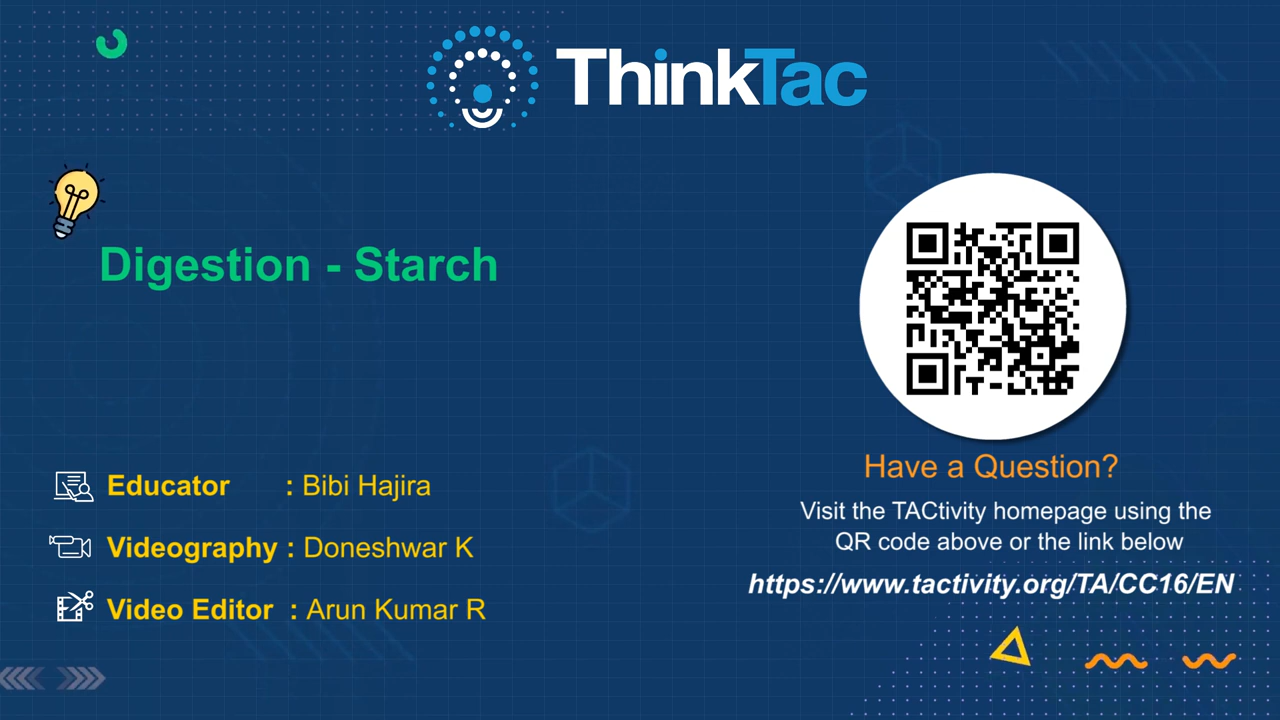 ThinkTac
Digestion - Starch
Educator : Bibi Hajira
Videography : Doneshwar K
Video Editor : Arun Kumar R
Have a Question?
Visit the TACtivity homepage using the
QR code above or the link below
https://www.tactivity.org/TA/CC16/EN